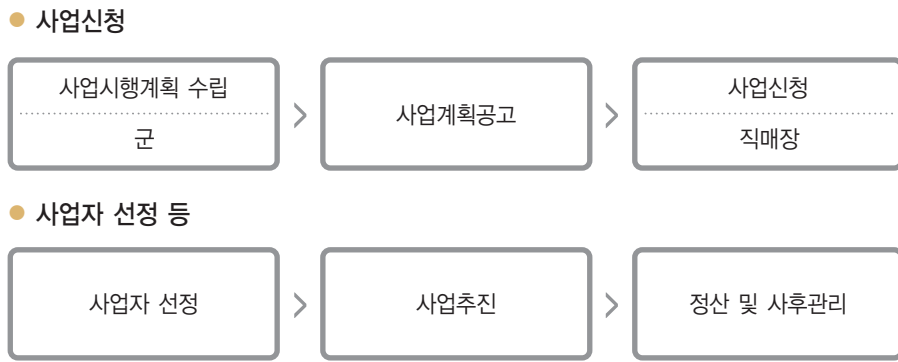 ● 사업신청
사업시행계획 수립
군
사업계획공고
사업신청
직매장
● 사업자 선정 등
사업자 선정
사업추진
정산 및 사후관리